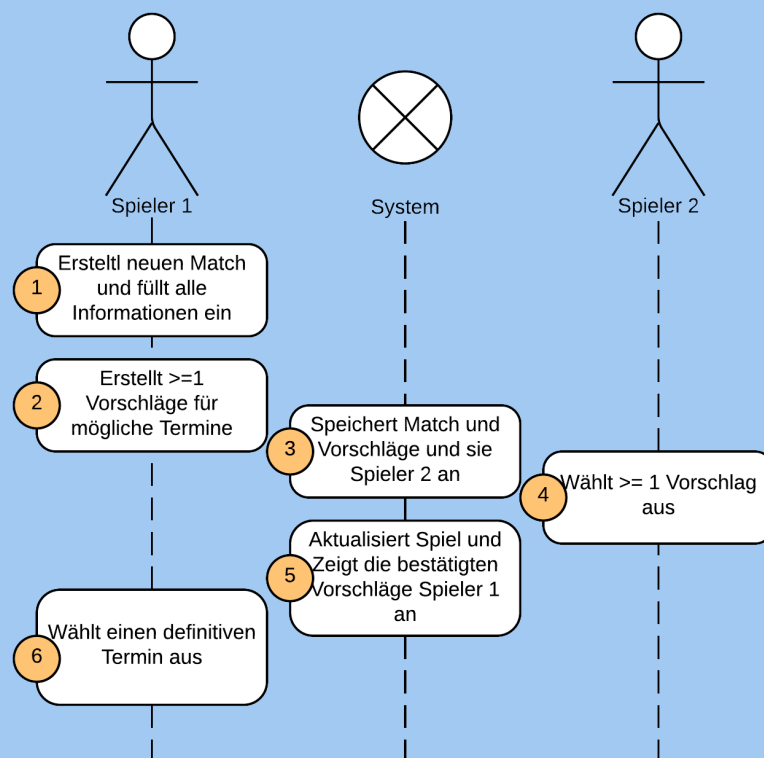 Spieler 1
System
Spieler 2
1
Ersteltl neuen Match
und füllt alle
Informationen ein
2
Erstellt >=1
Vorschläge für
mögliche Termine
3
Speichert Match und
Vorschläge und sie
Spieler 2 an
4
Wählt >= 1 Vorschlag
aus
5
Aktualisiert Spiel und
Zeigt die bestätigten
Vorschläge Spieler 1
an
6
Wählt einen definitiven
Termin aus